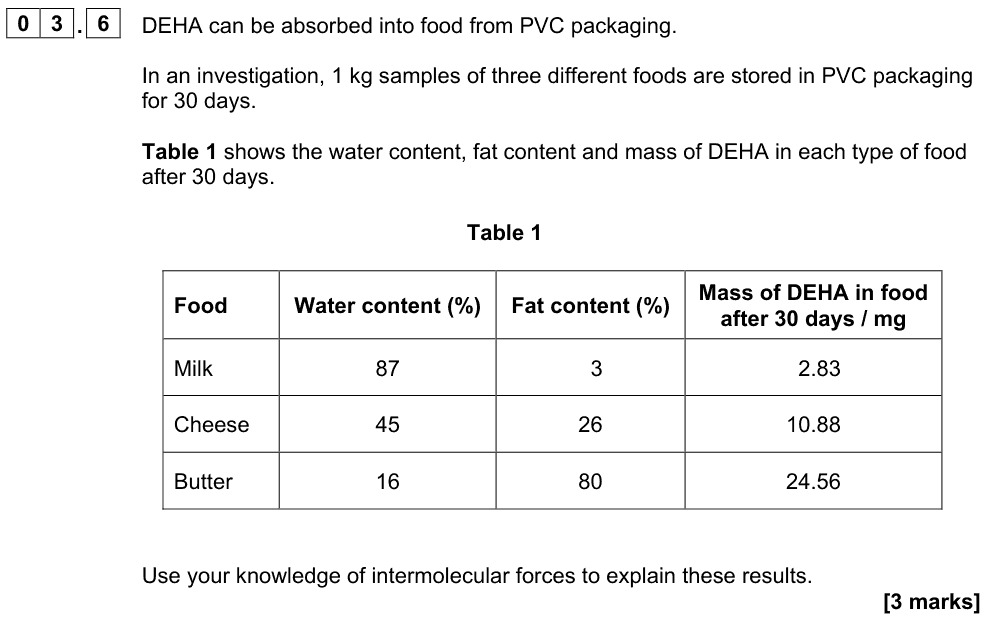 0 3 . 6 DEHA can be absorbed into food from PVC packaging.
In an investigation, 1 kg samples of three different foods are stored in PVC packaging
for 30 days.
Table 1 shows the water content, fat content and mass of DEHA in each type of food
after 30 days.
Table 1
Food Water content (%) Fat content (%) Mass of DEHA in food
after 30 days / mg
Milk 87 3 2.83
Cheese 45 26 10.88
Butter 16 80 24.56
Use your knowledge of intermolecular forces to explain these results.
[3 marks]